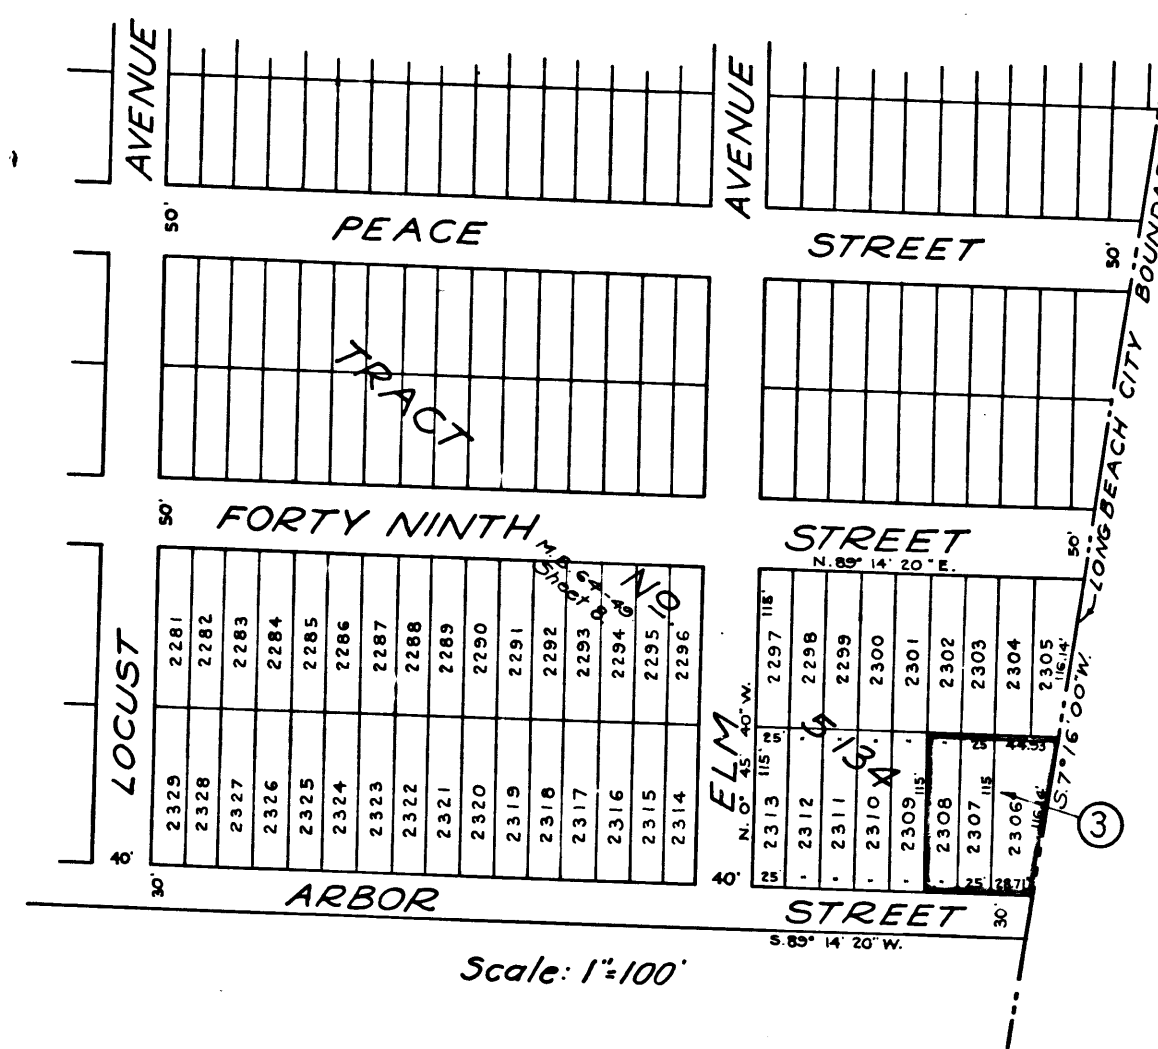 AVENUE
AVENUE
50'
PEACE STREET
50'
LONG BEACH CITY
TRACT
50'
FORTY NINTH STREET
50'
N. 89° 14' 20" E.
M.B. 64-49
Sheet 8
NO.
LOCUST
2281 2282 2283 2284 2285 2286 2287 2288 2289 2290 2291 2292 2293 2294 2295 2296
115'
2297 2298 2299 2300 2301 2302 2303 2304 2305
116.14'
S. 7° 16' 00" W.
ELM
N. 0° 45' 40" W.
5134
25' 25' 44.53
115' 115' 115 116.14'
2329 2328 2327 2326 2325 2324 2323 2322 2321 2320 2319 2318 2317 2316 2315 2314
2313 2312 2311 2310 2309 2308 2307 2306
3
40'
40'
25' 25' 28.71
30'
ARBOR STREET
30'
S. 89° 14' 20" W.
Scale: 1"=100'